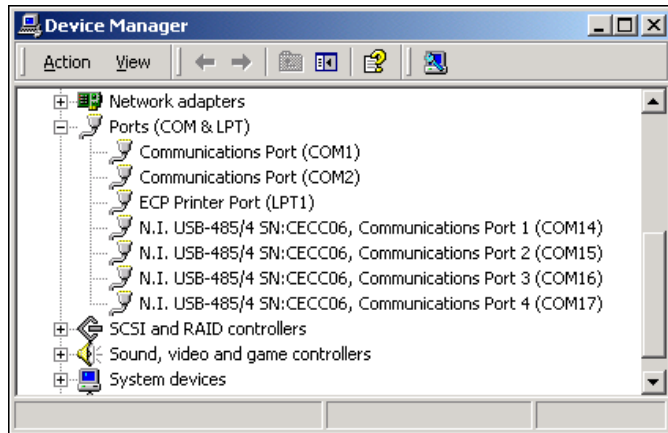 Device Manager
Action View
Network adapters
Ports (COM & LPT)
Communications Port (COM1)
Communications Port (COM2)
ECP Printer Port (LPT1)
N.I. USB-485/4 SN:CECC06, Communications Port 1 (COM14)
N.I. USB-485/4 SN:CECC06, Communications Port 2 (COM15)
N.I. USB-485/4 SN:CECC06, Communications Port 3 (COM16)
N.I. USB-485/4 SN:CECC06, Communications Port 4 (COM17)
SCSI and RAID controllers
Sound, video and game controllers
System devices